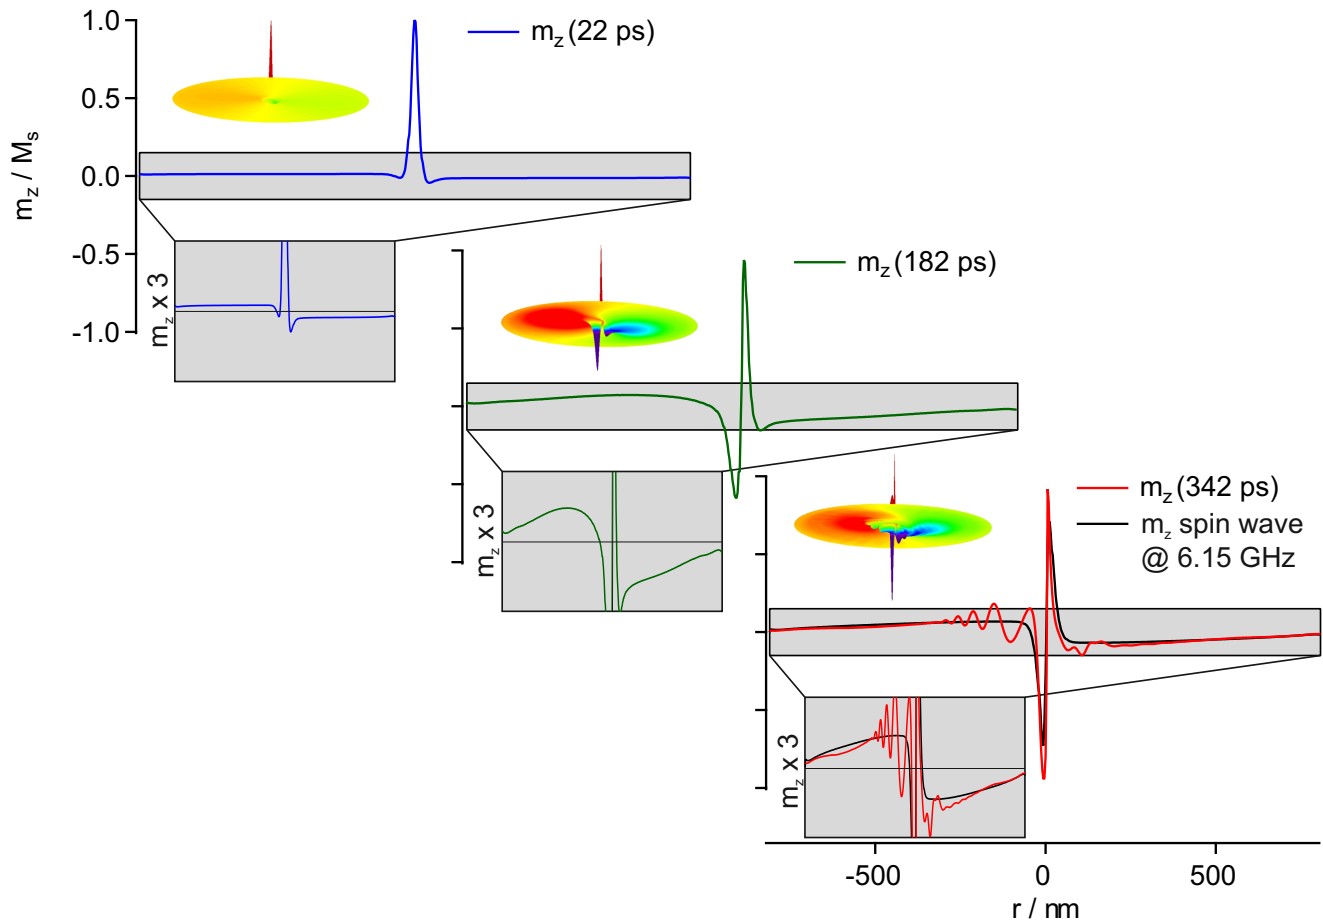 1.0
0.5
0.0
-0.5
-1.0
m_z / M_s
m_z (22 ps)
m_z x 3
m_z (182 ps)
m_z x 3
m_z (342 ps)
m_z spin wave
@ 6.15 GHz
m_z x 3
-500 0 500
r / nm